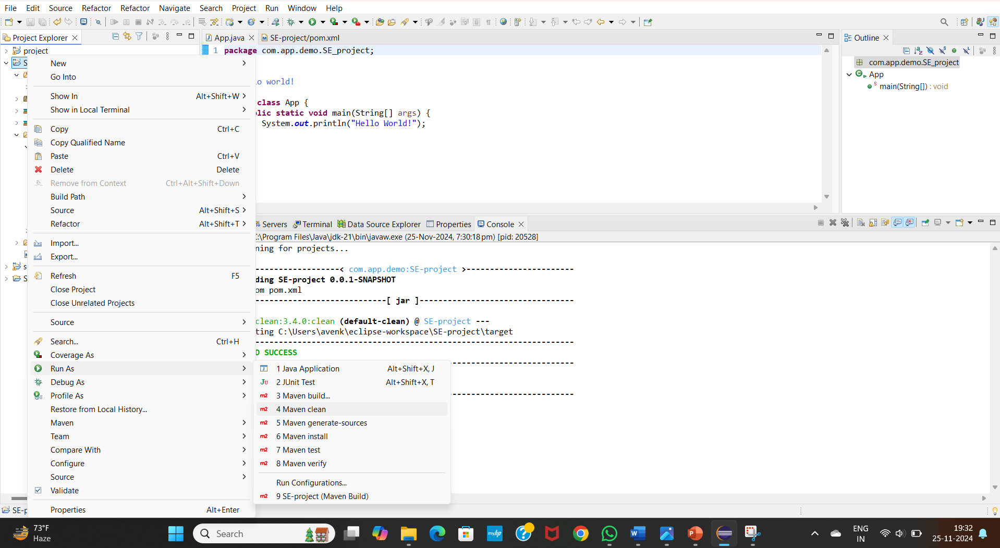 File Edit Source Refactor Refactor Navigate Search Project Run Window Help
Project Explorer
App.java
SE-project/pom.xml
Outline
project
1 package com.app.demo.SE_project;
o world!
class App {
lic static void main(String[] args) {
System.out.println("Hello World!");
com.app.demo.SE_project
App
main(String[]) : void
New
Go Into
Show In Alt+Shift+W
Show in Local Terminal
Copy Ctrl+C
Copy Qualified Name
Paste Ctrl+V
Delete Delete
Remove from Context Ctrl+Alt+Shift+Down
Build Path
Source Alt+Shift+S
Refactor Alt+Shift+T
Import...
Export...
Refresh F5
Close Project
Close Unrelated Projects
Source
Search... Ctrl+H
Coverage As
Run As
Debug As
Profile As
Restore from Local History...
Maven
Team
Compare With
Configure
Source
Validate
Properties Alt+Enter
Servers Terminal Data Source Explorer Properties Console
:\Program Files\Java\jdk-21\bin\javaw.exe (25-Nov-2024, 7:30:18 pm) [pid: 20528]
ning for projects...
------------------< com.app.demo:SE-project >-----------------------
ding SE-project 0.0.1-SNAPSHOT
om pom.xml
----------------------------[ jar ]---------------------------------
clean:3.4.0:clean (default-clean) @ SE-project ---
ting C:\Users\avenk\eclipse-workspace\SE-project\target
--------------------------------------------------------------------
D SUCCESS
--------------------------
--------------------------
1 Java Application Alt+Shift+X, J
2 JUnit Test Alt+Shift+X, T
3 Maven build...
4 Maven clean
5 Maven generate-sources
6 Maven install
7 Maven test
8 Maven verify
Run Configurations...
9 SE-project (Maven Build)
SE-p
73°F
Haze
Search
myhp
ENG
IN
19:32
25-11-2024